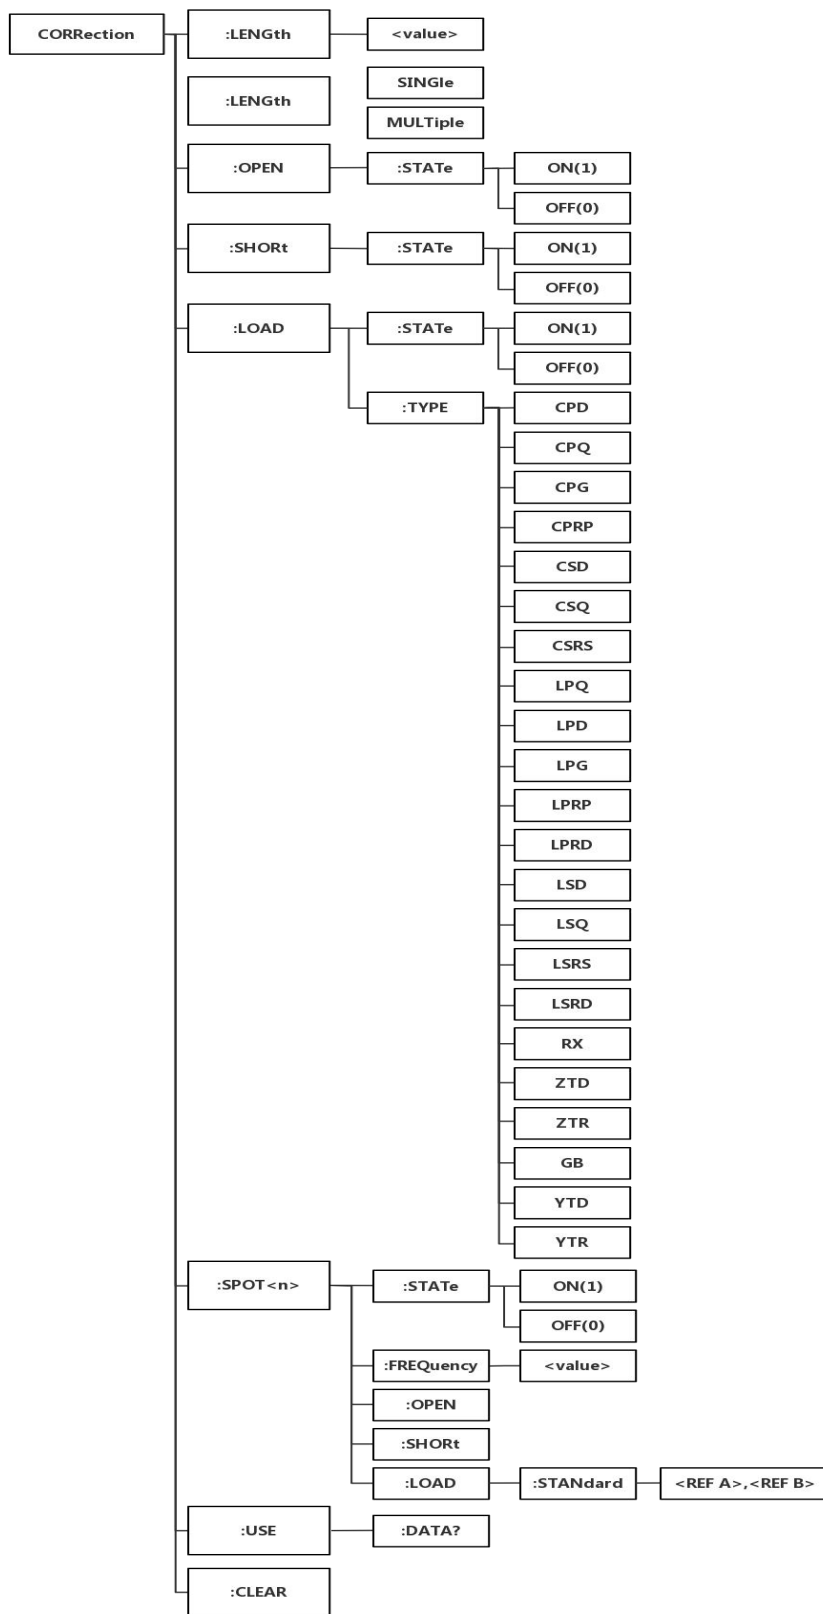 CORRection :LENGth <value>
:LENGth SINGle
MULTiple
:OPEN :STATe ON(1)
OFF(0)
:SHORt :STATe ON(1)
OFF(0)
:LOAD :STATe ON(1)
OFF(0)
:TYPE CPD
CPQ
CPG
CPRP
CSD
CSQ
CSRS
LPQ
LPD
LPG
LPRP
LPRD
LSD
LSQ
LSRS
LSRD
RX
ZTD
ZTR
GB
YTD
YTR
:SPOT<n> :STATe ON(1)
OFF(0)
:FREQuency <value>
:OPEN
:SHORt
:LOAD :STANdard <REF A>,<REF B>
:USE :DATA?
:CLEAR